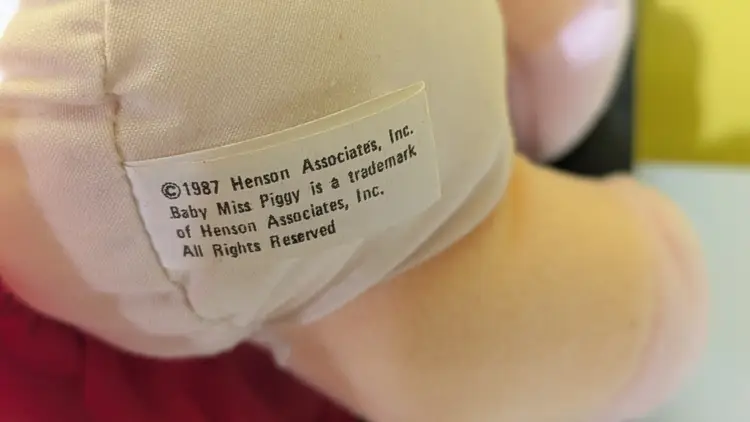 ©1987 Henson Associates, Inc.
Baby Miss Piggy is a trademark
of Henson Associates, Inc.
All Rights Reserved